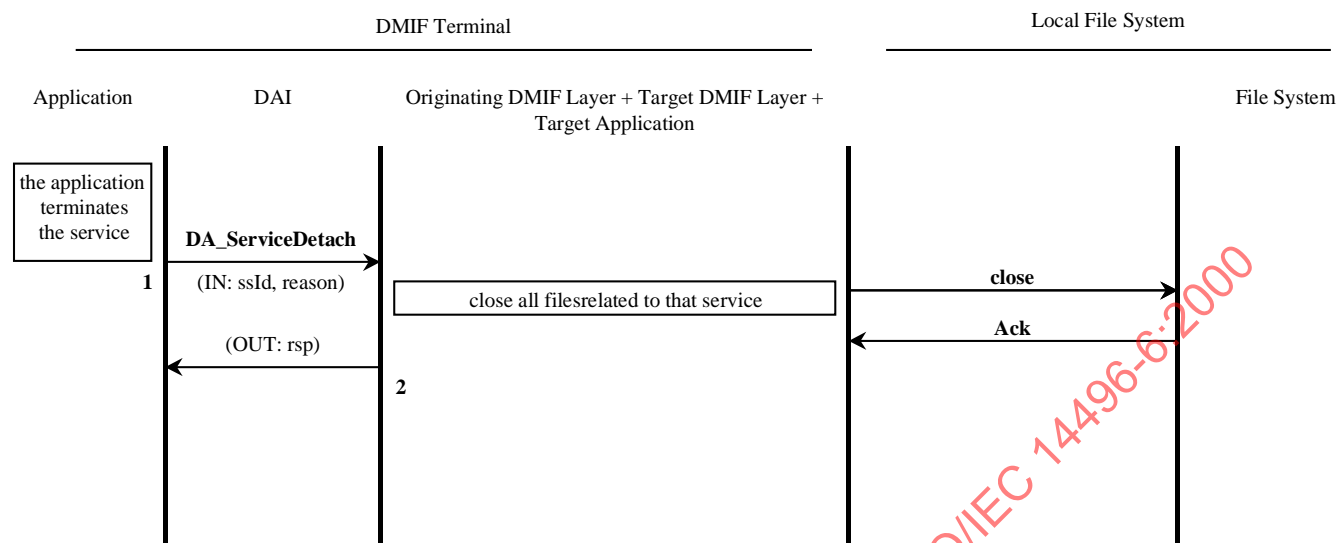 DMIF Terminal
Local File System
Application
DAI
Originating DMIF Layer + Target DMIF Layer +
Target Application
File System
the application
terminates
the service
DA_ServiceDetach
1
(IN: ssId, reason)
close all filesrelated to that service
close
Ack
(OUT: rsp)
2
O/IEC 14496-6:2000